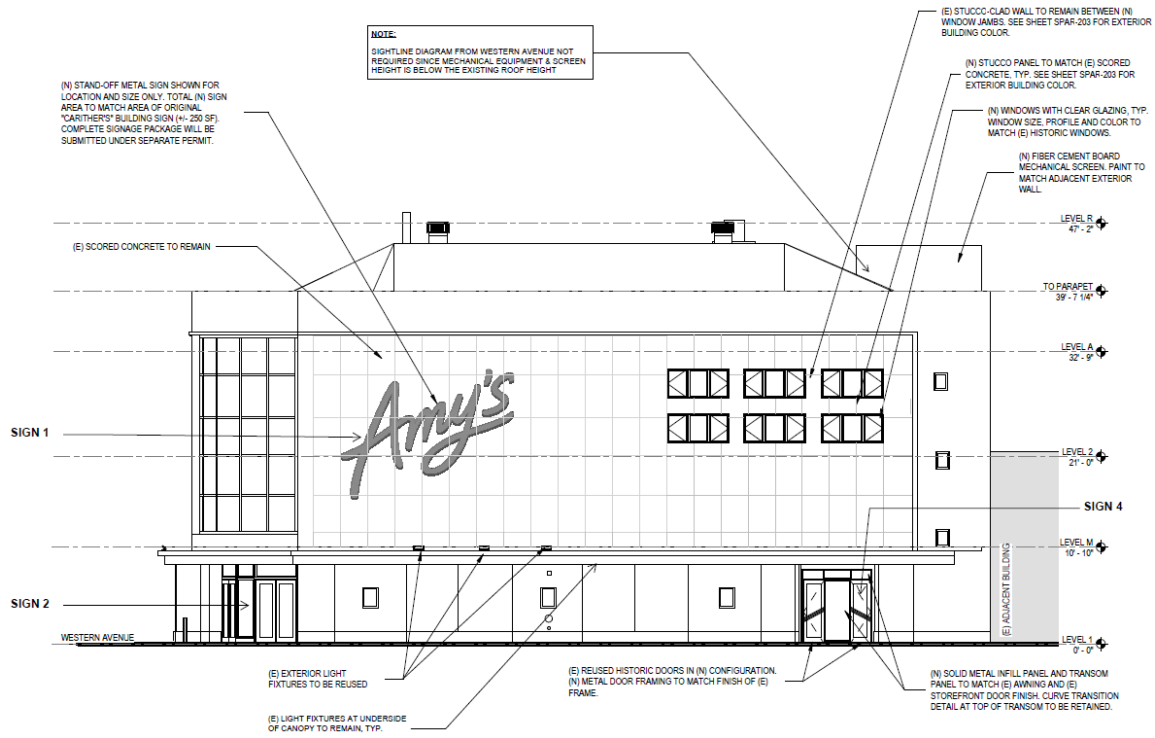 (E) STUCCO-CLAD WALL TO REMAIN BETWEEN (N)
WINDOW JAMBS. SEE SHEET SPAR-203 FOR EXTERIOR
BUILDING COLOR.
NOTE:
SIGHTLINE DIAGRAM FROM WESTERN AVENUE NOT
REQUIRED SINCE MECHANICAL EQUIPMENT & SCREEN
HEIGHT IS BELOW THE EXISTING ROOF HEIGHT
(N) STUCCO PANEL TO MATCH (E) SCORED
CONCRETE, TYP. SEE SHEET SPAR-203 FOR
EXTERIOR BUILDING COLOR.
(N) STAND-OFF METAL SIGN SHOWN FOR
LOCATION AND SIZE ONLY. TOTAL (N) SIGN
AREA TO MATCH AREA OF ORIGINAL
"CARITHER'S" BUILDING SIGN (+/- 250 SF).
COMPLETE SIGNAGE PACKAGE WILL BE
SUBMITTED UNDER SEPARATE PERMIT.
(N) WINDOWS WITH CLEAR GLAZING, TYP.
WINDOW SIZE, PROFILE AND COLOR TO
MATCH (E) HISTORIC WINDOWS.
(N) FIBER CEMENT BOARD
MECHANICAL SCREEN. PAINT TO
MATCH ADJACENT EXTERIOR
WALL.
LEVEL R
47' - 2"
(E) SCORED CONCRETE TO REMAIN
TO PARAPET
39' - 7 1/4"
LEVEL A
32' - 9"
Amy's
SIGN 1
LEVEL 2
21' - 0"
SIGN 4
LEVEL M
10' - 10"
(E) ADJACENT BUILDING
SIGN 2
WESTERN AVENUE
LEVEL 1
0' - 0"
(E) EXTERIOR LIGHT
FIXTURES TO BE REUSED
(E) REUSED HISTORIC DOORS IN (N) CONFIGURATION.
(N) METAL DOOR FRAMING TO MATCH FINISH OF (E)
FRAME.
(N) SOLID METAL INFILL PANEL AND TRANSOM
PANEL TO MATCH (E) AWNING AND (E)
STOREFRONT DOOR FINISH. CURVE TRANSITION
DETAIL AT TOP OF TRANSOM TO BE RETAINED.
(E) LIGHT FIXTURES AT UNDERSIDE
OF CANOPY TO REMAIN, TYP.